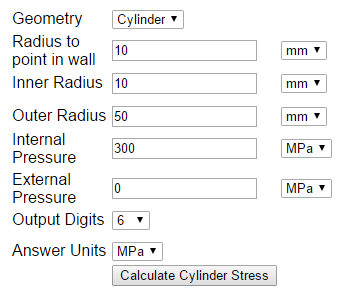 Geometry Cylinder
Radius to
point in wall 10 mm
Inner Radius 10 mm
Outer Radius 50 mm
Internal
Pressure 300 MPa
External
Pressure 0 MPa
Output Digits 6
Answer Units MPa
Calculate Cylinder Stress